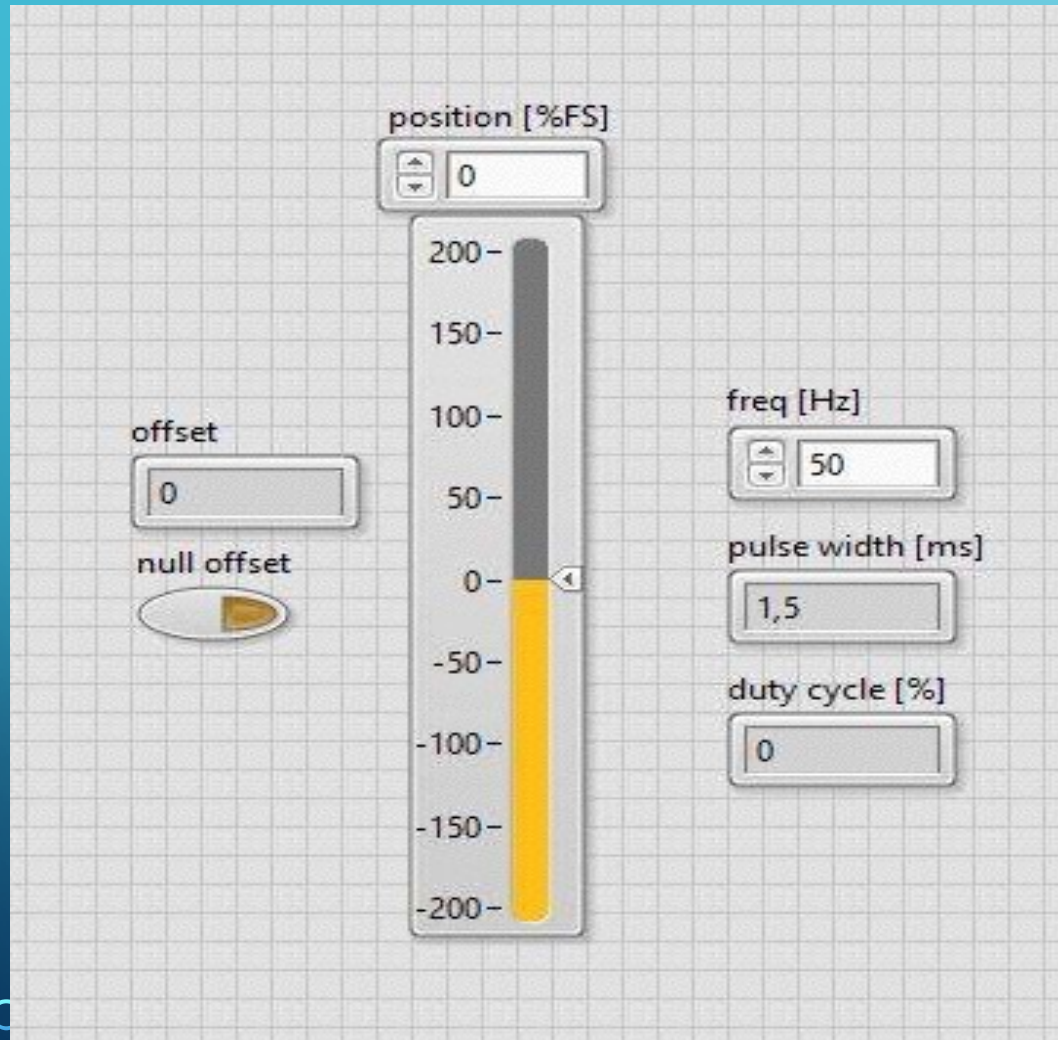 position [%FS]
0
200
150
100
50
0
-50
-100
-150
-200
offset
0
null offset
freq [Hz]
50
pulse width [ms]
1,5
duty cycle [%]
0